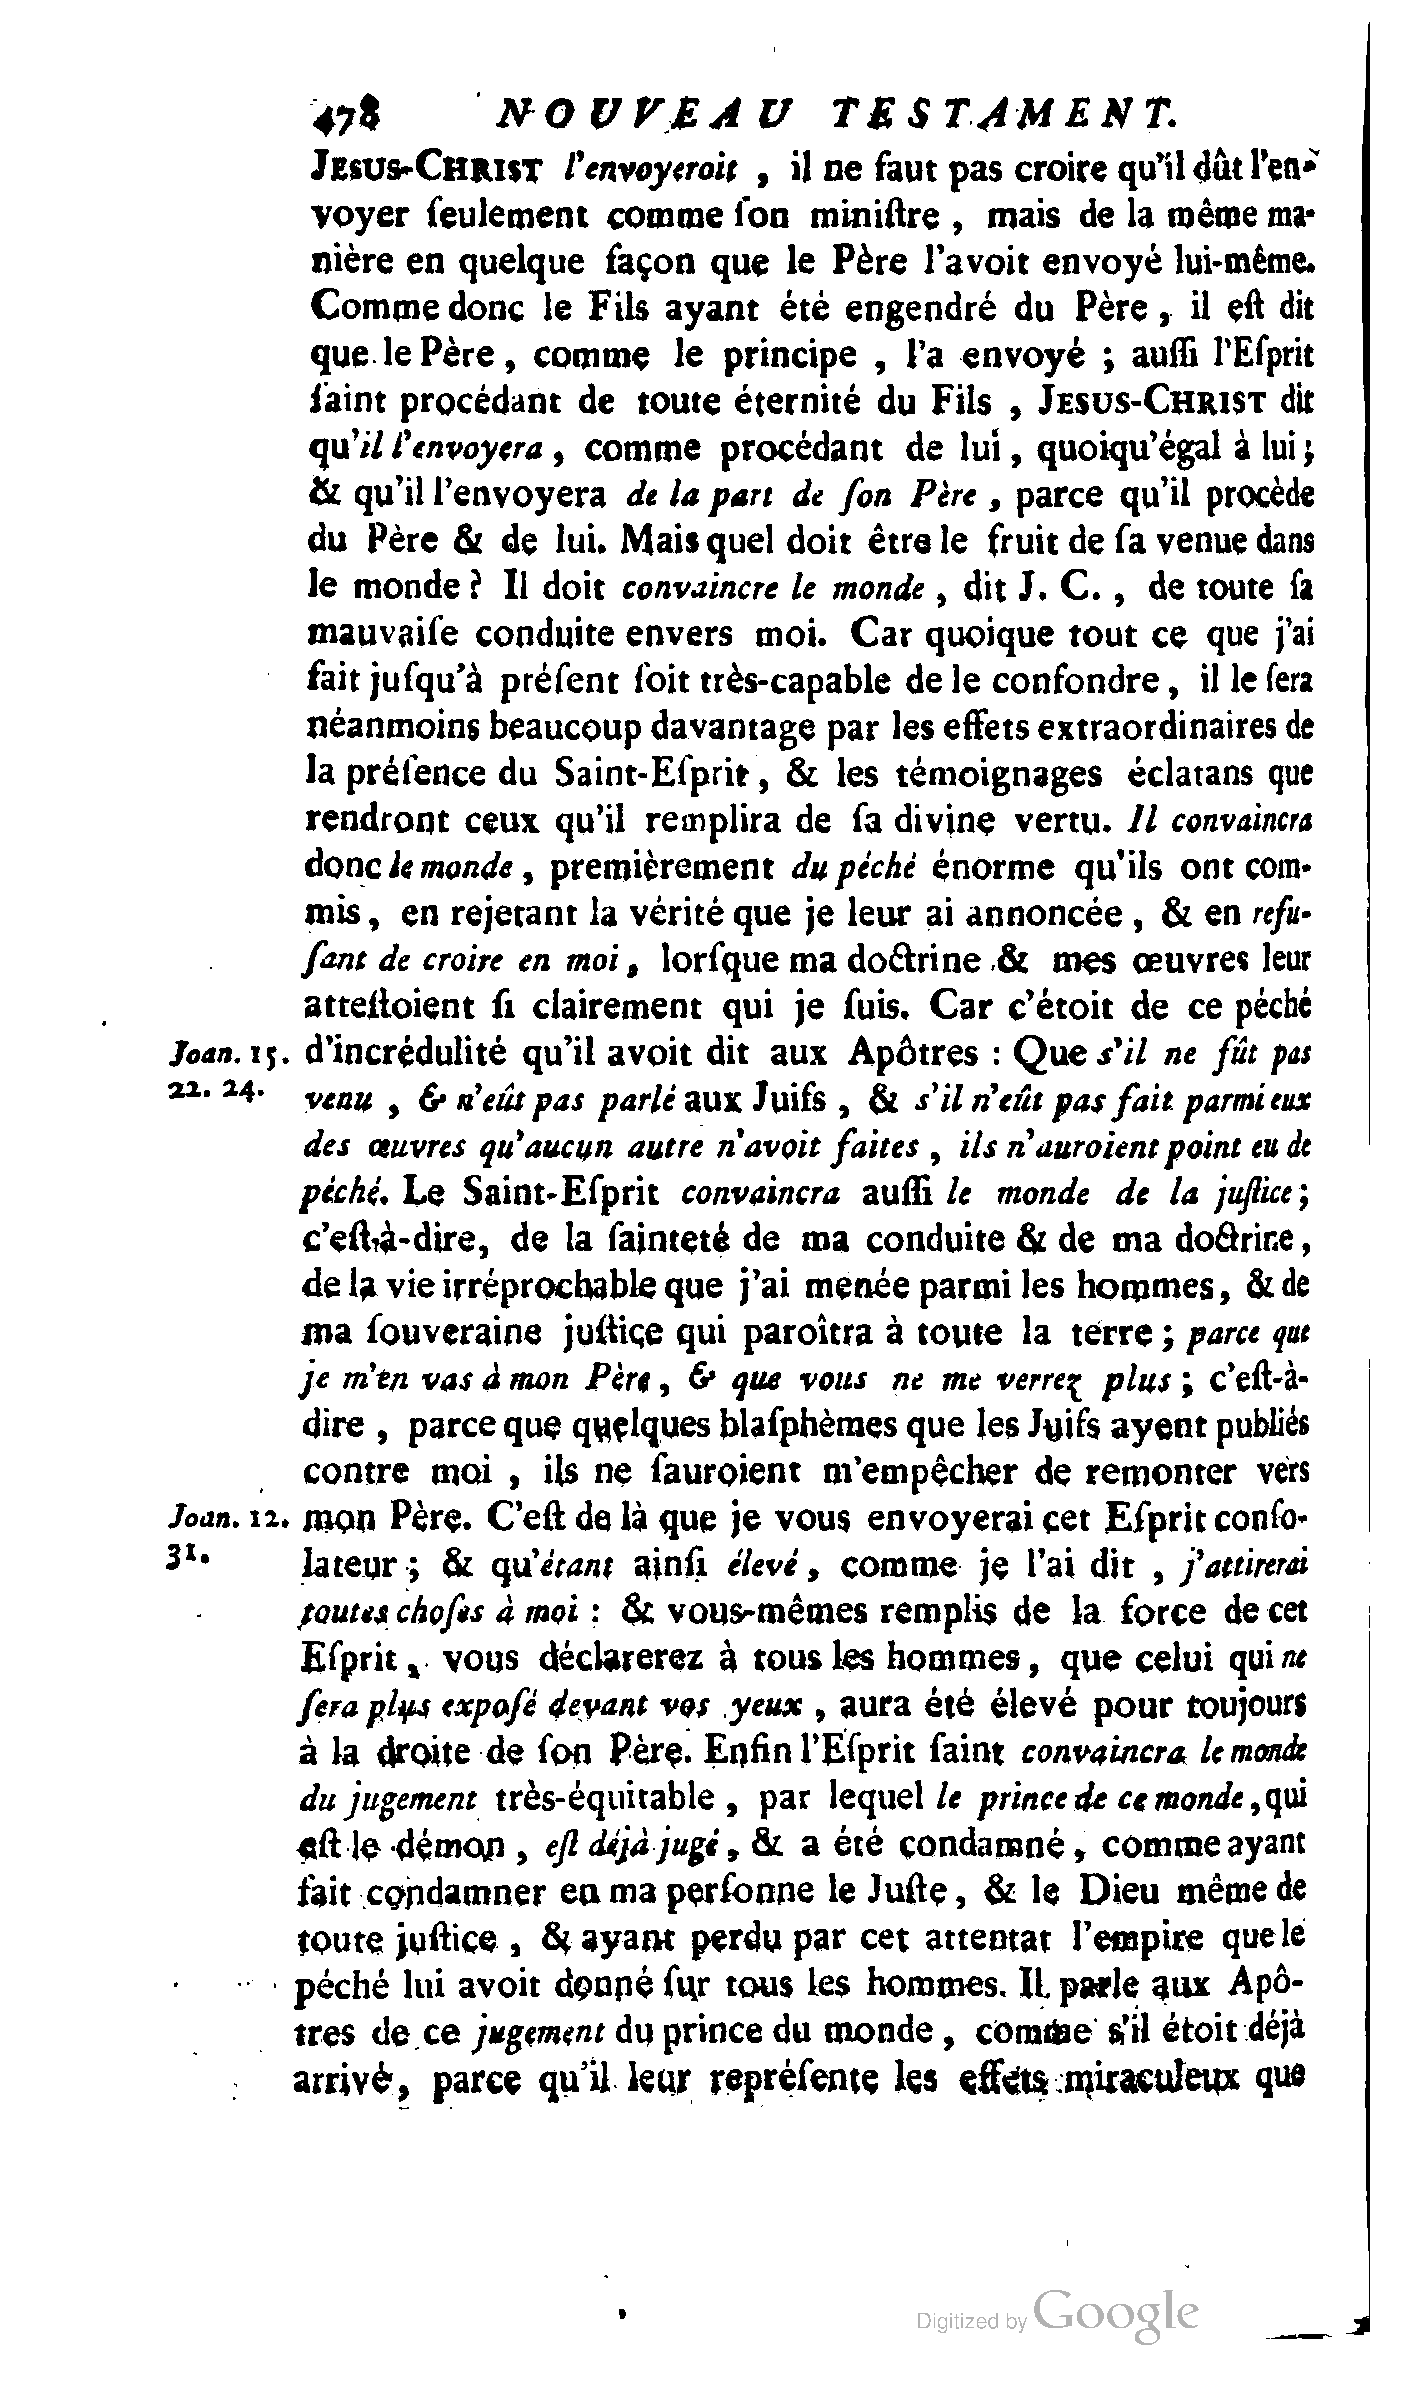 478 NOUVEAU TESTAMENT.
JESUS-CHRIST l'envoyeroit, il ne faut pas croire qu'il dût l'en-
voyer ſeulement comme ſon miniſtre, mais de la même ma-
nière en quelque façon que le Père l'avoit envoyé lui-même.
Comme donc le Fils ayant été engendré du Père, il eſt dit
que le Père, comme le principe, l'a envoyé; auſſi l'Eſprit
ſaint procédant de toute éternité du Fils, JESUS-CHRIST dit
qu'il l'envoyera, comme procédant de lui, quoiqu'égal à lui;
& qu'il l'envoyera de la part de ſon Père, parce qu'il procède
du Père & de lui. Mais quel doit être le fruit de ſa venue dans
le monde? Il doit convaincre le monde, dit J. C., de toute ſa
mauvaiſe conduite envers moi. Car quoique tout ce que j'ai
fait juſqu'à préſent ſoit très-capable de le confondre, il le ſera
néanmoins beaucoup davantage par les effets extraordinaires de
la préſence du Saint-Eſprit, & les témoignages éclatans que
rendront ceux qu'il remplira de ſa divine vertu. Il convaincra
donc le monde, premièrement du péché énorme qu'ils ont com-
mis, en rejetant la vérité que je leur ai annoncée, & en refu-
ſant de croire en moi, lorſque ma doctrine & mes œuvres leur
atteſtoient ſi clairement qui je ſuis. Car c'étoit de ce péché
Joan. 15. d'incrédulité qu'il avoit dit aux Apôtres : Que s'il ne fût pas
22. 24. venu, & n'eût pas parlé aux Juifs, & s'il n'eût pas fait parmi eux
des œuvres qu'aucun autre n'avoit faites, ils n'auroient point eu de
péché. Le Saint-Eſprit convaincra auſſi le monde de la juſtice;
c'eſt-à-dire, de la ſainteté de ma conduite & de ma doctrine,
de la vie irréprochable que j'ai menée parmi les hommes, & de
ma ſouveraine juſtice qui paroîtra à toute la terre; parce que
je m'en vas à mon Père, & que vous ne me verrez plus; c'eſt-à-
dire, parce que quelques blaſphèmes que les Juifs ayent publiés
contre moi, ils ne ſauroient m'empêcher de remonter vers
Joan. 12. mon Père. C'eſt de là que je vous envoyerai cet Eſprit conſo-
31. lateur; & qu'étant ainſi élevé, comme je l'ai dit, j'attirerai
toutes choſes à moi : & vous-mêmes remplis de la force de cet
Eſprit, vous déclarerez à tous les hommes, que celui qui ne
ſera plus expoſé devant vos yeux, aura été élevé pour toujours
à la droite de ſon Père. Enfin l'Eſprit ſaint convaincra le monde
du jugement très-équitable, par lequel le prince de ce monde, qui
eſt le démon, eſt déjà jugé, & a été condamné, comme ayant
fait condamner en ma perſonne le Juſte, & le Dieu même de
toute juſtice, & ayant perdu par cet attentat l'empire que le
péché lui avoit donné ſur tous les hommes. Il parle aux Apô-
tres de ce jugement du prince du monde, comme s'il étoit déjà
arrivé, parce qu'il leur repréſente les effets miraculeux que
Digitized by Google